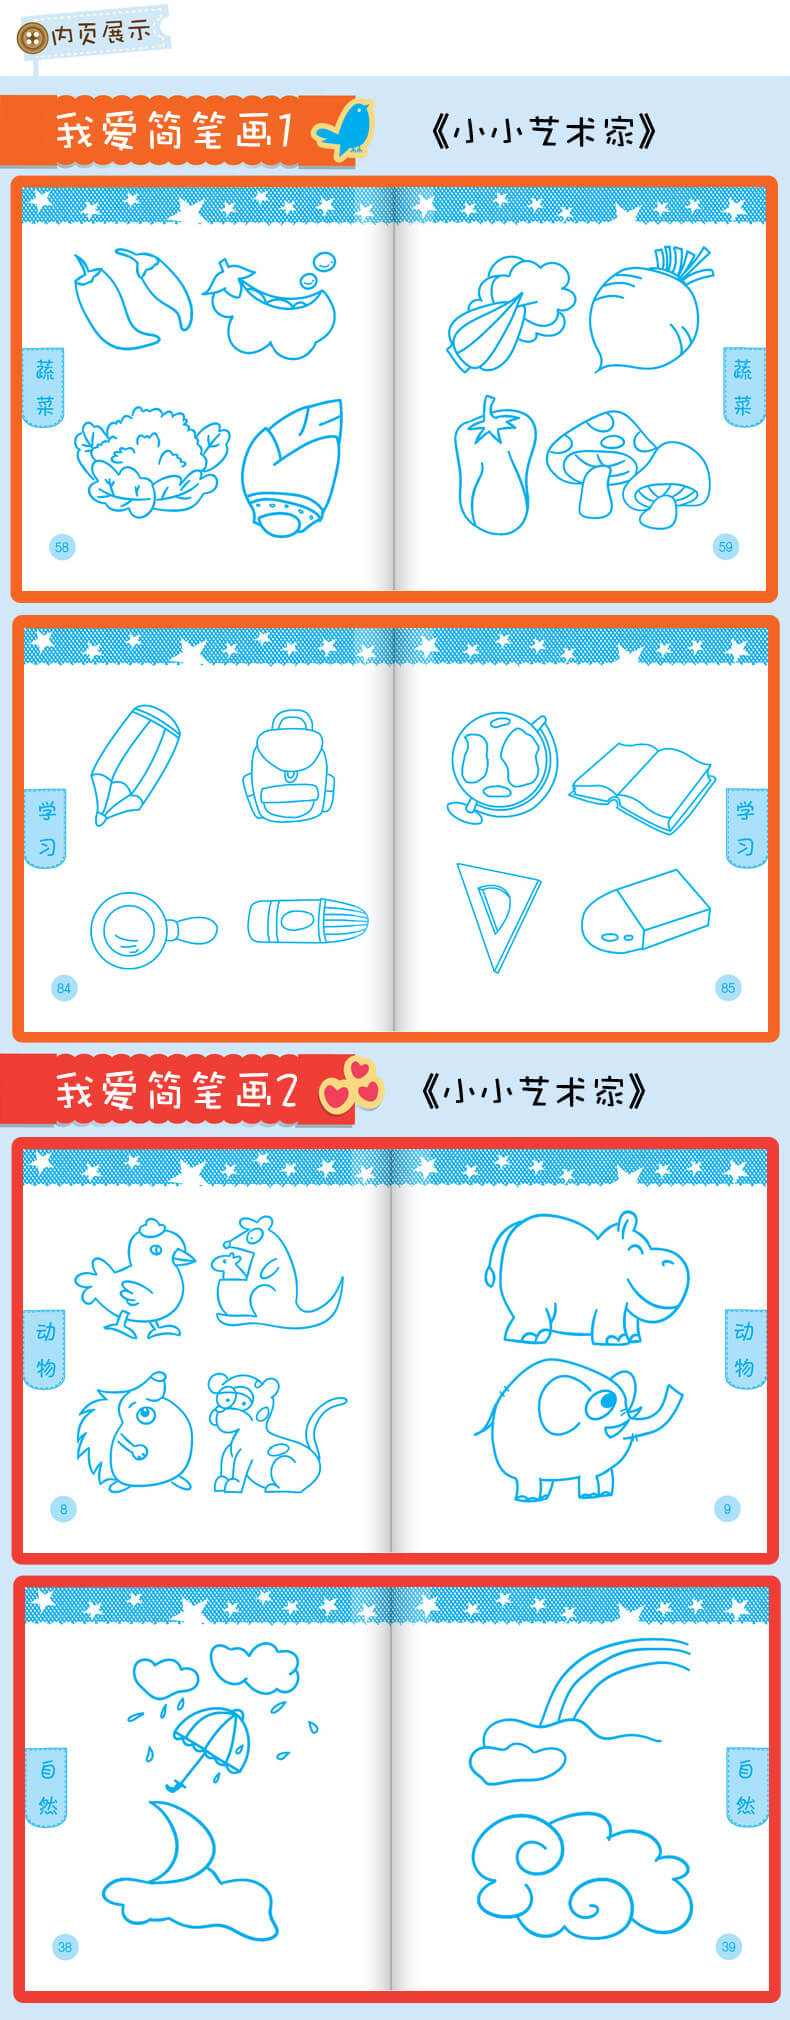 内页展示
我爱简笔画1 《小小艺术家》
蔬菜
蔬菜
58
59
学习
学习
84
85
我爱简笔画2 《小小艺术家》
动物
动物
8
9
自然
自然
38
39